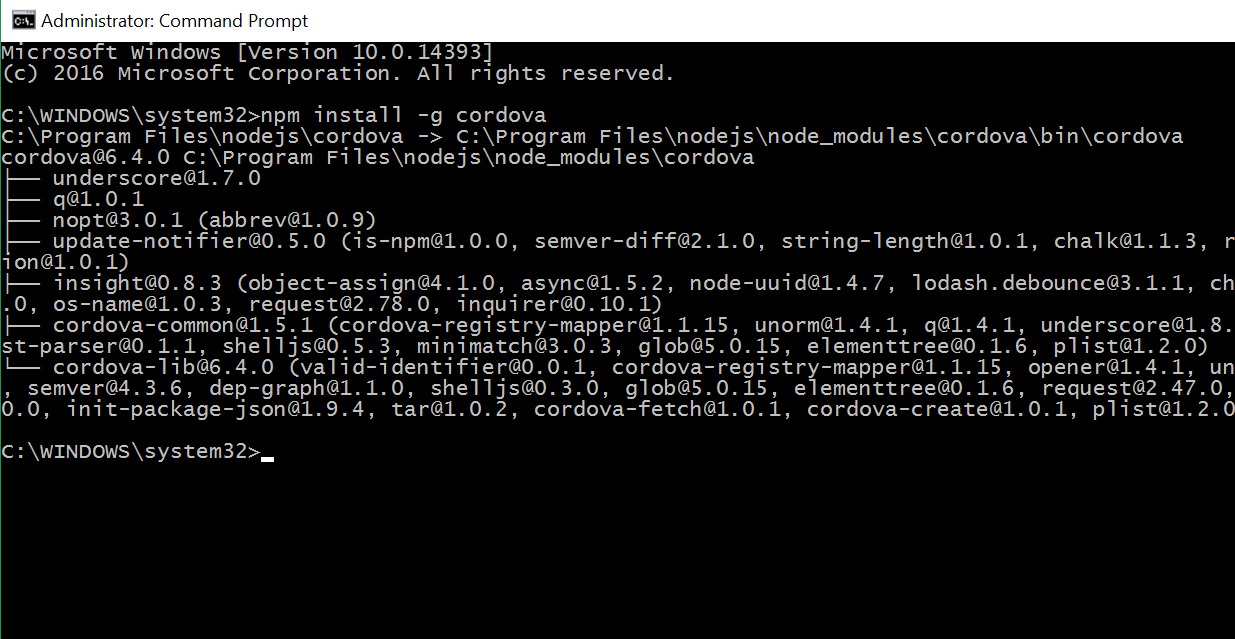 Administrator: Command Prompt
Microsoft Windows [Version 10.0.14393]
(c) 2016 Microsoft Corporation. All rights reserved.
C:\WINDOWS\system32>npm install -g cordova
C:\Program Files\nodejs\cordova -> C:\Program Files\nodejs\node_modules\cordova\bin\cordova
cordova@6.4.0 C:\Program Files\nodejs\node_modules\cordova
├── underscore@1.7.0
├── q@1.0.1
├── nopt@3.0.1 (abbrev@1.0.9)
├── update-notifier@0.5.0 (is-npm@1.0.0, semver-diff@2.1.0, string-length@1.0.1, chalk@1.1.3, r
ion@1.0.1)
├── insight@0.8.3 (object-assign@4.1.0, async@1.5.2, node-uuid@1.4.7, lodash.debounce@3.1.1, ch
.0, os-name@1.0.3, request@2.78.0, inquirer@0.10.1)
├── cordova-common@1.5.1 (cordova-registry-mapper@1.1.15, unorm@1.4.1, q@1.4.1, underscore@1.8.
st-parser@0.1.1, shelljs@0.5.3, minimatch@3.0.3, glob@5.0.15, elementtree@0.1.6, plist@1.2.0)
└── cordova-lib@6.4.0 (valid-identifier@0.0.1, cordova-registry-mapper@1.1.15, opener@1.4.1, un
, semver@4.3.6, dep-graph@1.1.0, shelljs@0.3.0, glob@5.0.15, elementtree@0.1.6, request@2.47.0,
0.0, init-package-json@1.9.4, tar@1.0.2, cordova-fetch@1.0.1, cordova-create@1.0.1, plist@1.2.0
C:\WINDOWS\system32>